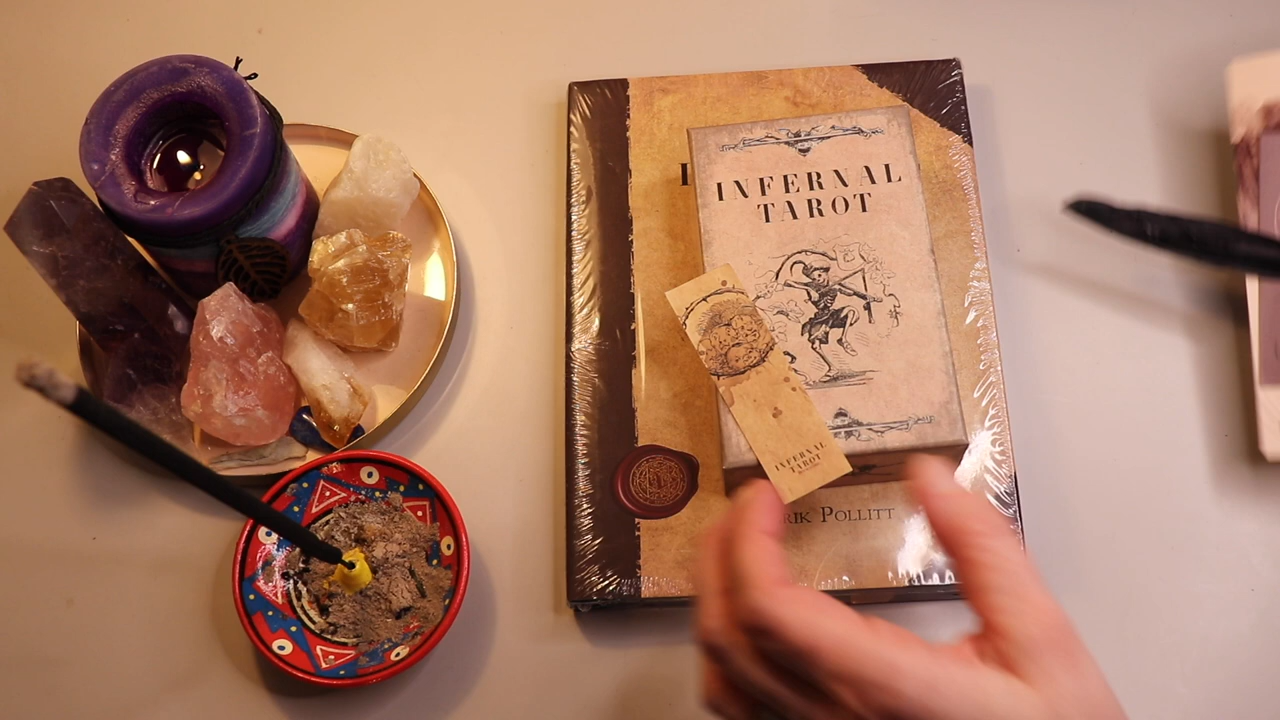 I
INFERNAL
TAROT
INFERNAL
TAROT
RIK POLLITT